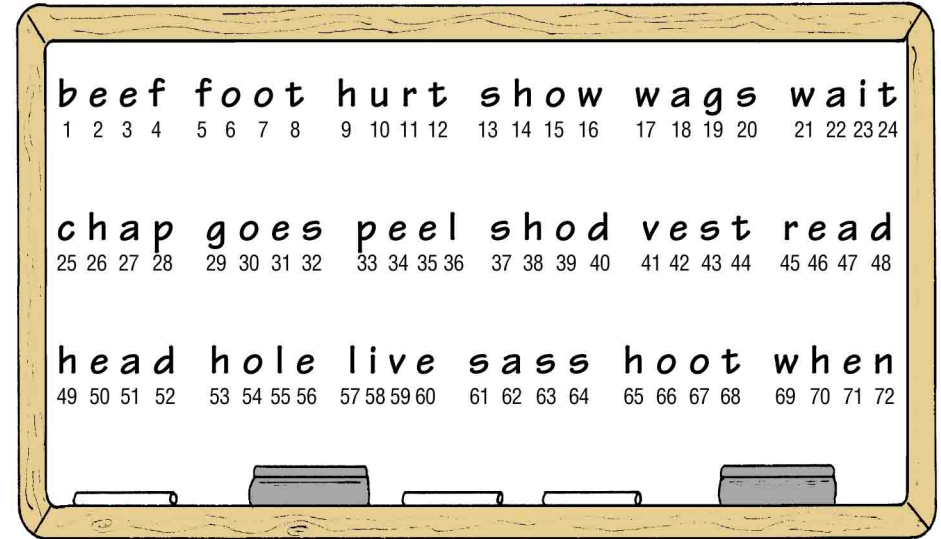 beef foot hurt show wags wait
1 2 3 4 5 6 7 8 9 10 11 12 13 14 15 16 17 18 19 20 21 22 23 24
chap goes peel shod vest read
25 26 27 28 29 30 31 32 33 34 35 36 37 38 39 40 41 42 43 44 45 46 47 48
head hole live sass hoot when
49 50 51 52 53 54 55 56 57 58 59 60 61 62 63 64 65 66 67 68 69 70 71 72